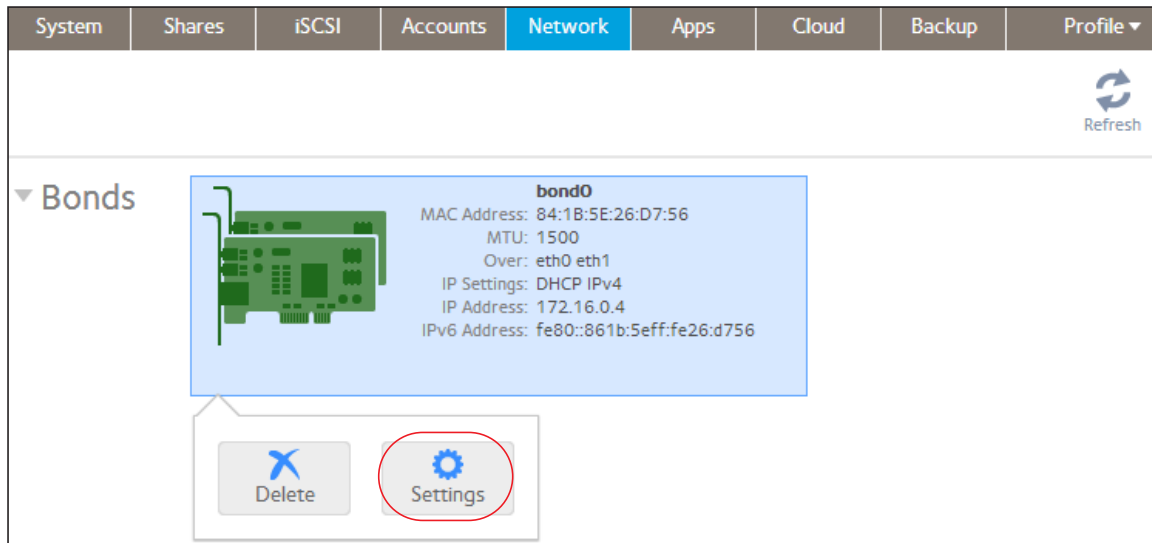 System Shares iSCSI Accounts Network Apps Cloud Backup Profile
Refresh
Bonds
bond0
MAC Address: 84:1B:5E:26:D7:56
MTU: 1500
Over: eth0 eth1
IP Settings: DHCP IPv4
IP Address: 172.16.0.4
IPv6 Address: fe80::861b:5eff:fe26:d756
Delete Settings